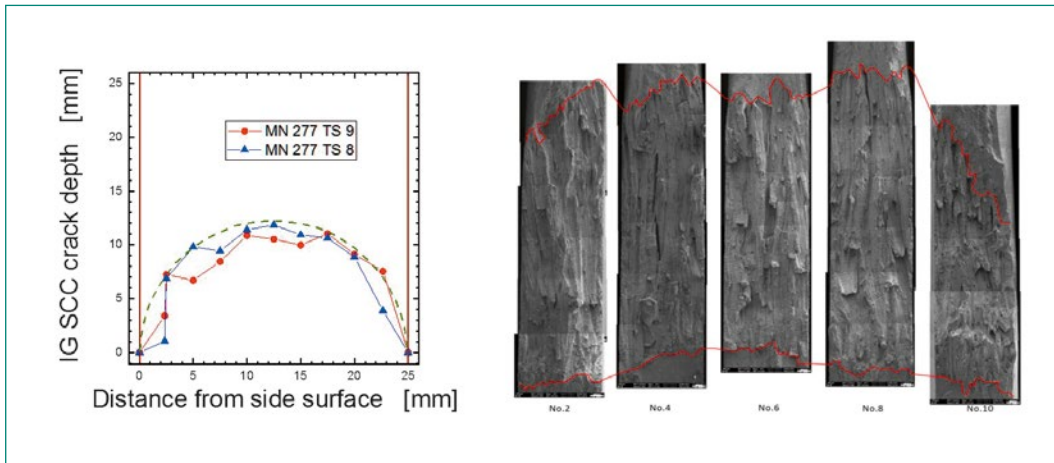 IG SCC crack depth [mm]
25
20
15
10
5
0
MN 277 TS 9
MN 277 TS 8
0 5 10 15 20 25
Distance from side surface [mm]
No.2 No.4 No.6 No.8 No.10